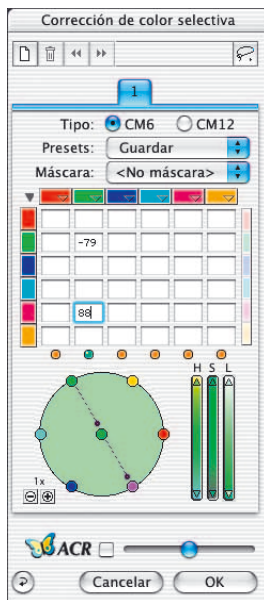 Corrección de color selectiva
1
Tipo: CM6 CM12
Presets: Guardar
Máscara: <No máscara>
-79
88
H S L
1x
ACR
Cancelar OK